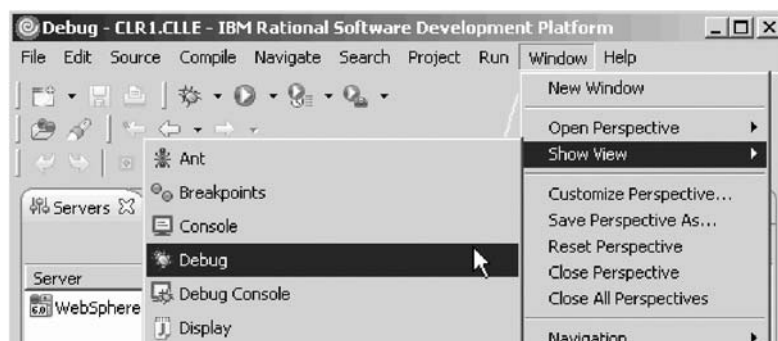 Debug - CLR1.CLLE - IBM Rational Software Development Platform
File Edit Source Compile Navigate Search Project Run Window Help
New Window
Open Perspective
Show View
Customize Perspective...
Save Perspective As...
Reset Perspective
Close Perspective
Close All Perspectives
Navigation
Ant
Breakpoints
Console
Debug
Debug Console
Display
Servers
Server
6.0 WebSphere